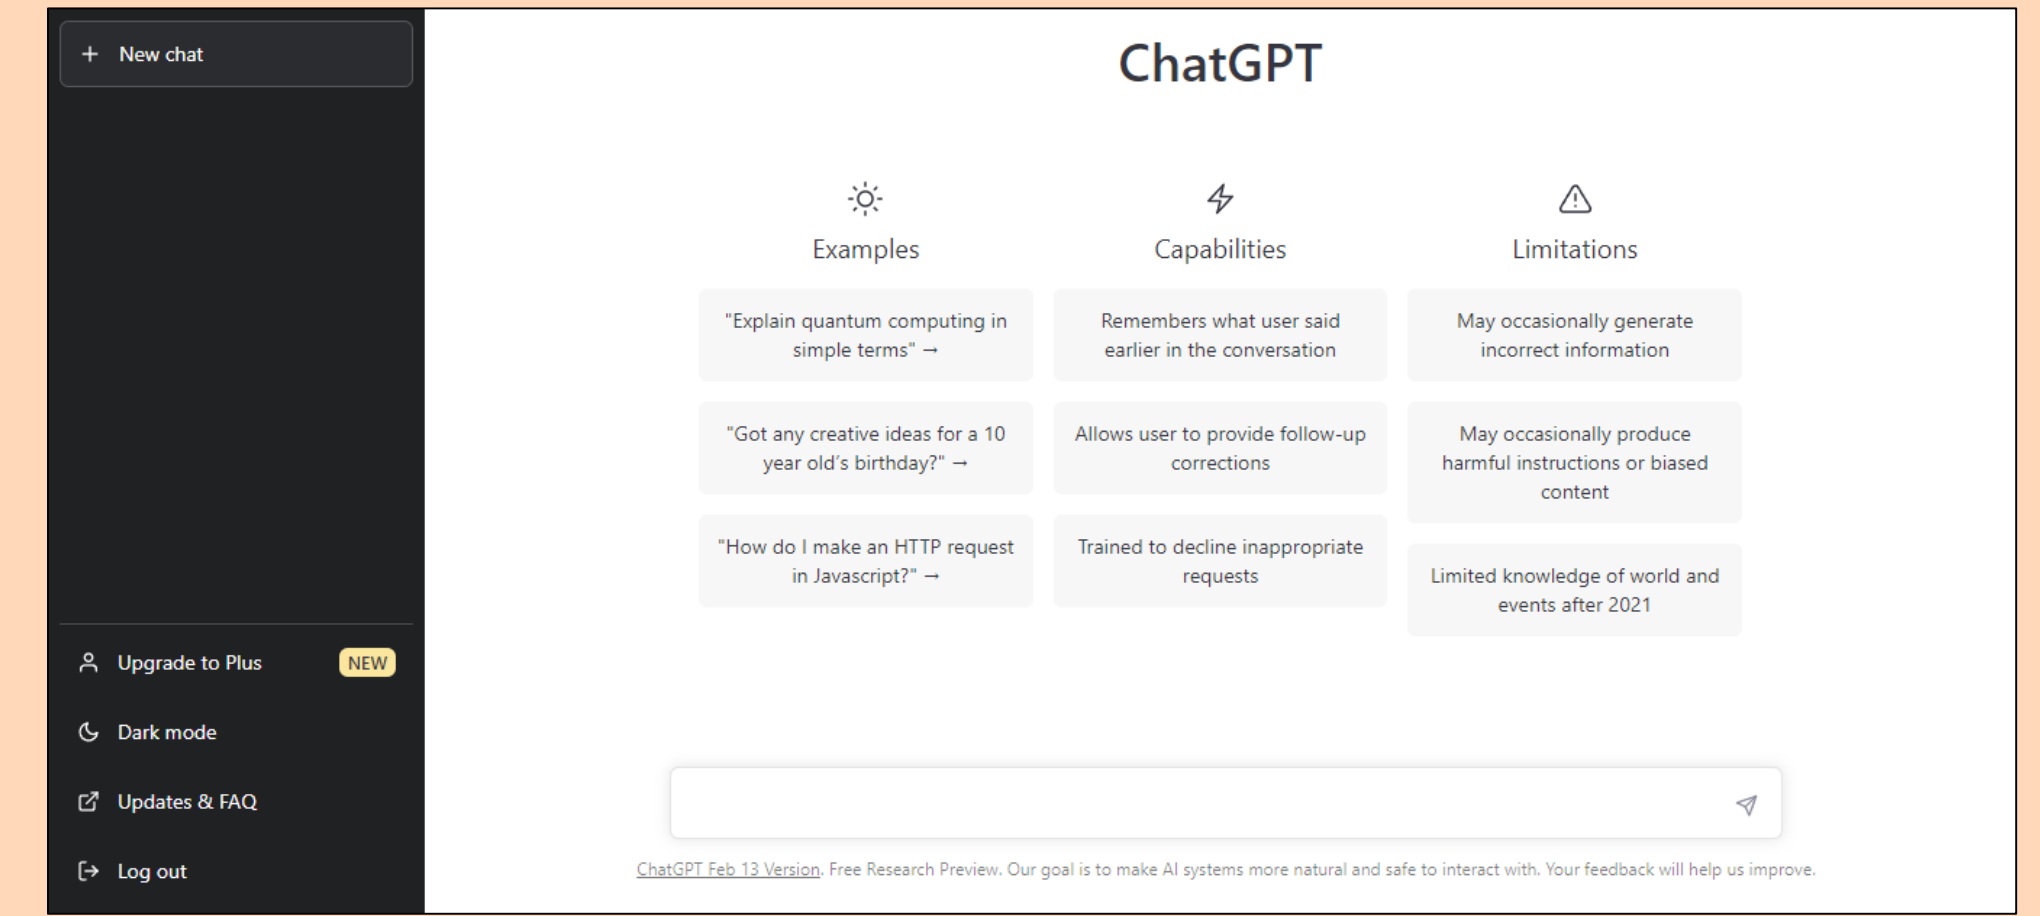 New chat
Upgrade to Plus
NEW
Dark mode
Updates & FAQ
Log out
ChatGPT
Examples
"Explain quantum computing in
simple terms" →
"Got any creative ideas for a 10
year old's birthday?" →
"How do I make an HTTP request
in Javascript?" →
Capabilities
Remembers what user said
earlier in the conversation
Allows user to provide follow-up
corrections
Trained to decline inappropriate
requests
Limitations
May occasionally generate
incorrect information
May occasionally produce
harmful instructions or biased
content
Limited knowledge of world and
events after 2021
ChatGPT Feb 13 Version. Free Research Preview. Our goal is to make AI systems more natural and safe to interact with. Your feedback will help us improve.